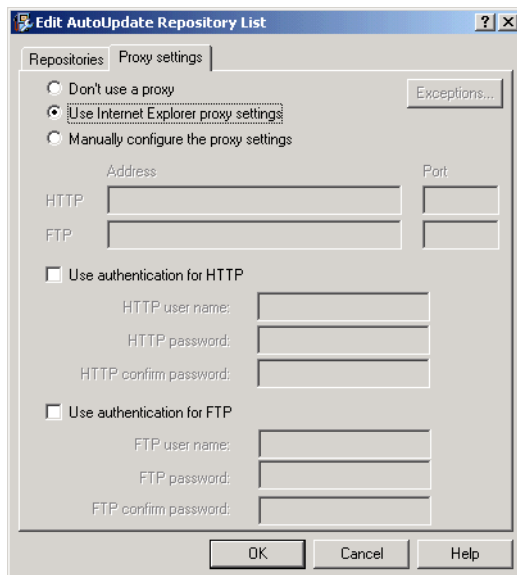 Edit AutoUpdate Repository List
Repositories Proxy settings
Don't use a proxy Exceptions...
Use Internet Explorer proxy settings
Manually configure the proxy settings
Address Port
HTTP
FTP
Use authentication for HTTP
HTTP user name:
HTTP password:
HTTP confirm password:
Use authentication for FTP
FTP user name:
FTP password:
FTP confirm password:
OK Cancel Help